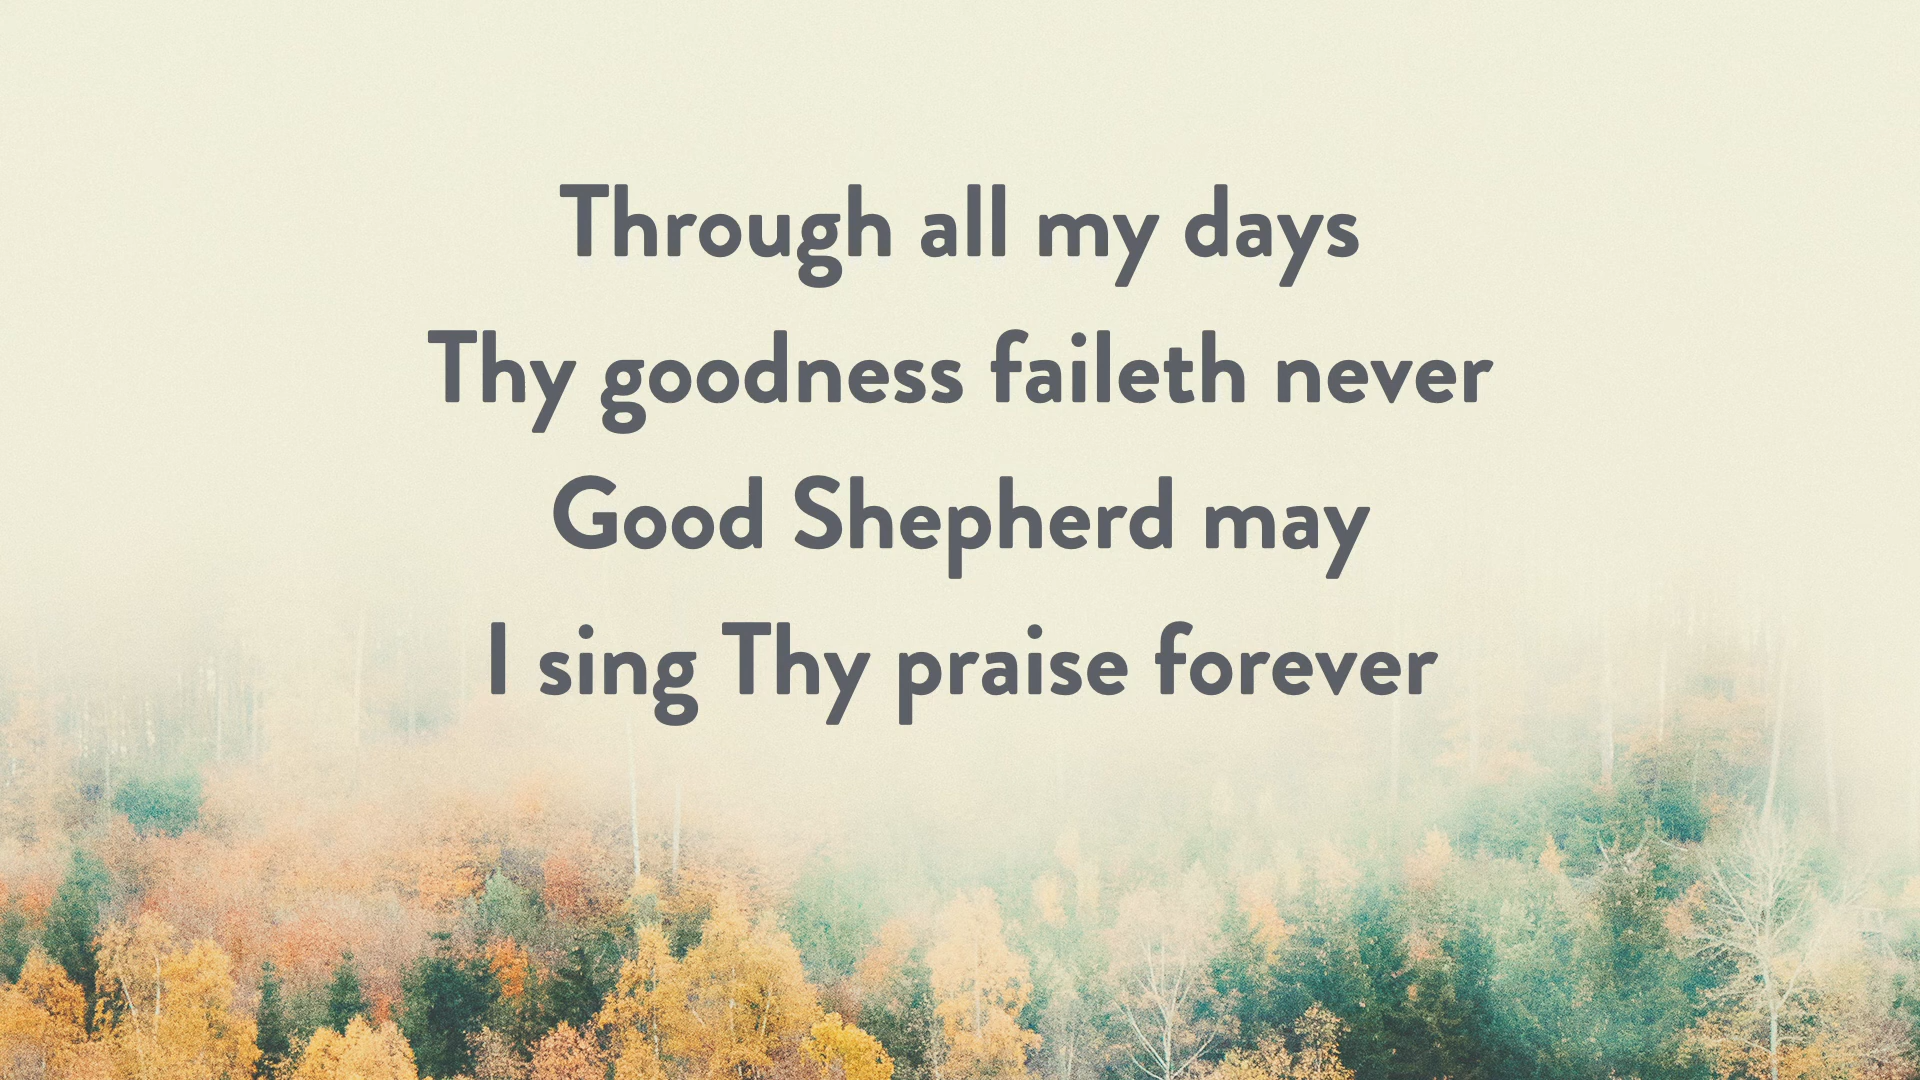 Through all my days
Thy goodness faileth never
Good Shepherd may
I sing Thy praise forever